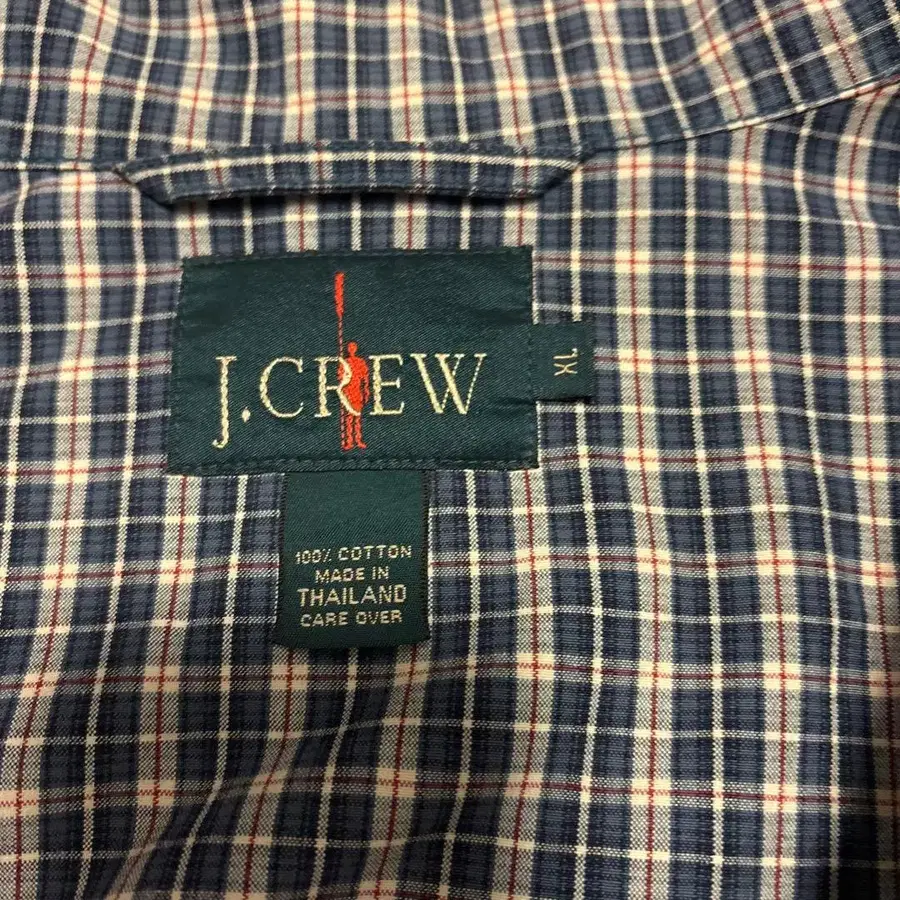 J.CREW
XL
100% COTTON
MADE IN
THAILAND
CARE OVER